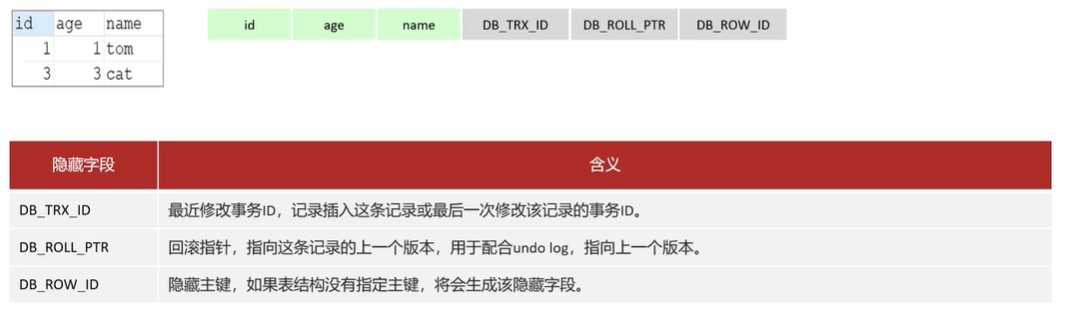 id age name
1 1 tom
3 3 cat
id age name DB_TRX_ID DB_ROLL_PTR DB_ROW_ID
隐藏字段 含义
DB_TRX_ID 最近修改事务ID，记录插入这条记录或最后一次修改该记录的事务ID。
DB_ROLL_PTR 回滚指针，指向这条记录的上一个版本，用于配合undo log，指向上一个版本。
DB_ROW_ID 隐藏主键，如果表结构没有指定主键，将会生成该隐藏字段。